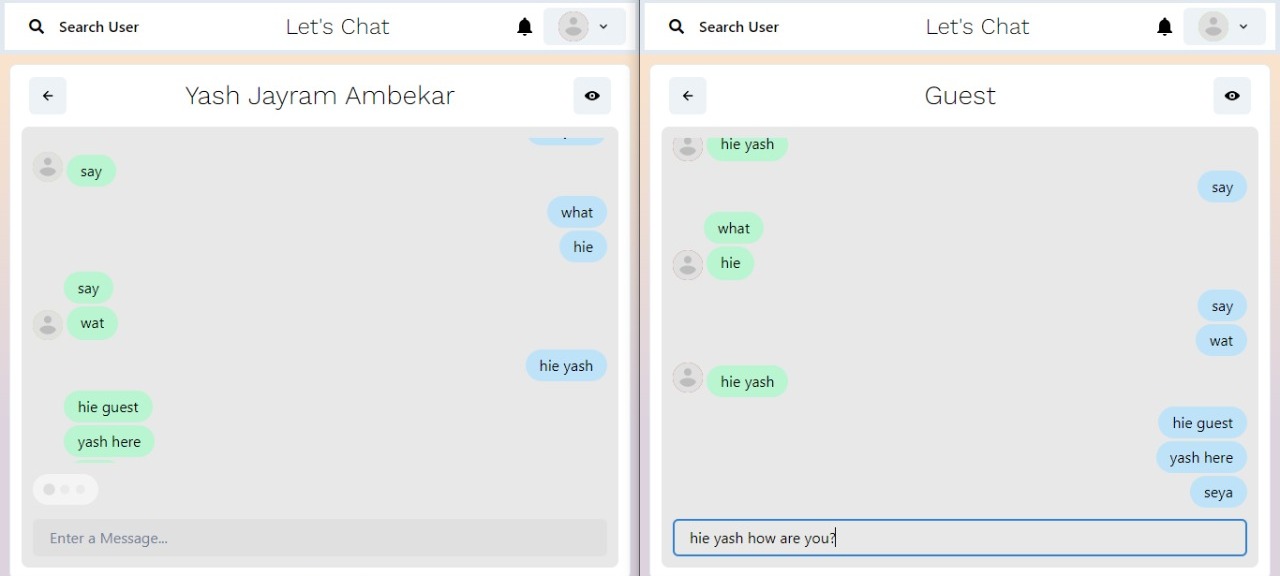 Search User
Let's Chat
Yash Jayram Ambekar
say
what
hie
say
wat
hie yash
hie guest
yash here
Enter a Message...
Search User
Let's Chat
Guest
hie yash
say
what
hie
say
wat
hie yash
hie guest
yash here
seya
hie yash how are you?